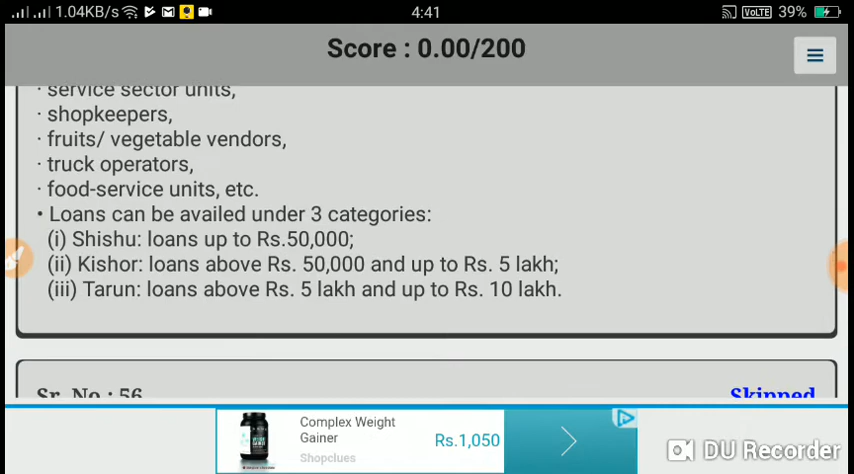 1.04KB/s 4:41 VoLTE 39%
Score : 0.00/200
· service sector units,
· shopkeepers,
· fruits/ vegetable vendors,
· truck operators,
· food-service units, etc.
• Loans can be availed under 3 categories:
(i) Shishu: loans up to Rs.50,000;
(ii) Kishor: loans above Rs. 50,000 and up to Rs. 5 lakh;
(iii) Tarun: loans above Rs. 5 lakh and up to Rs. 10 lakh.
Sr. No : 56 Skipped
Complex Weight
Gainer
Rs.1,050
Shopclues
DU Recorder